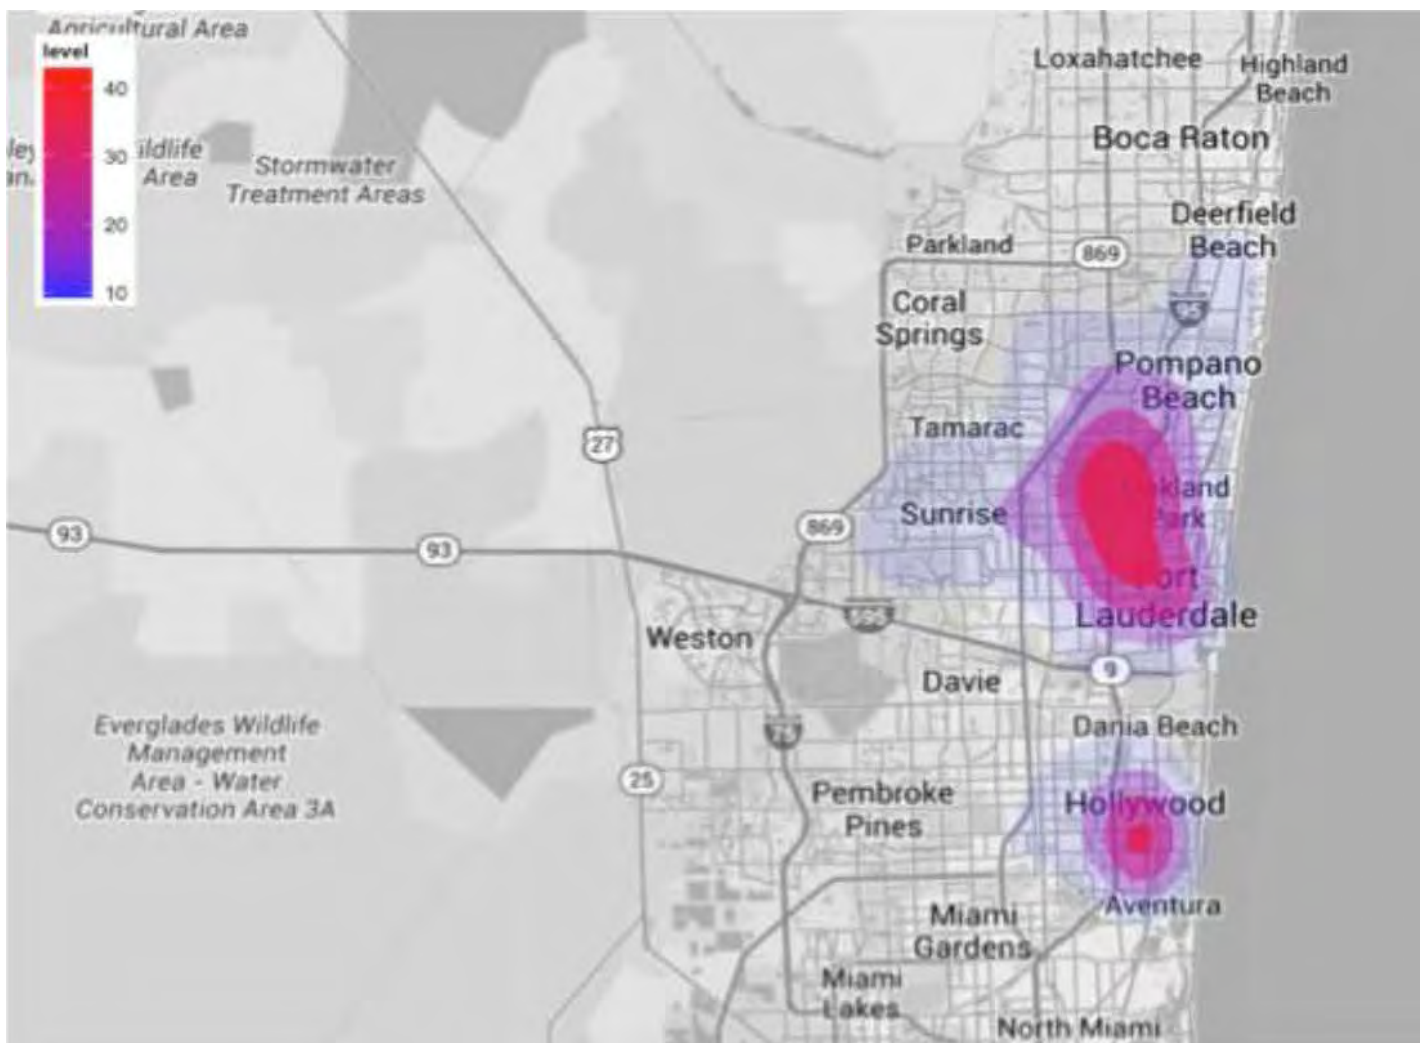 Agricultural Area
level
40
30
20
10
Area
Stormwater
Treatment Areas
Loxahatchee
Highland
Beach
Boca Raton
Deerfield
Beach
Parkland
869
Coral
Springs
95
Pompano
Beach
Tamarac
27
Sunrise
93
93
869
Lauderdale
Weston
9
Davie
Everglades Wildlife
Management
Area - Water
Conservation Area 3A
Dania Beach
75
25
Pembroke
Pines
Hollywood
Aventura
Miami
Gardens
Miami
Lakes
North Miami